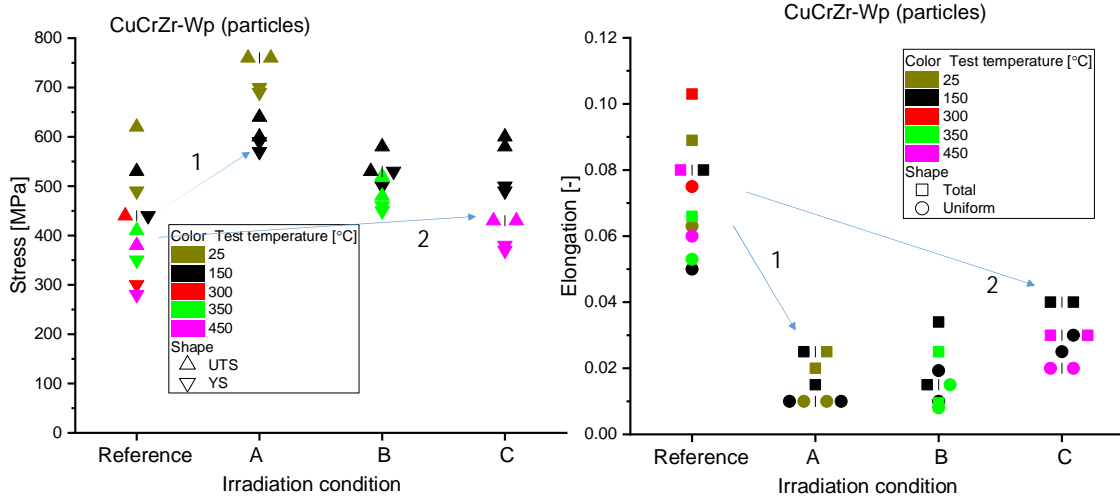 CuCrZr-Wp (particles)
800
700
600
500
400
300
200
100
0
Stress [MPa]
1
2
Color Test temperature [°C]
25
150
300
350
450
Shape
UTS
YS
Reference A B C
Irradiation condition
CuCrZr-Wp (particles)
0.12
0.10
0.08
0.06
0.04
0.02
0.00
Elongation [-]
Color Test temperature [°C]
25
150
300
350
450
Shape
Total
Uniform
1
2
Reference A B C
Irradiation condition